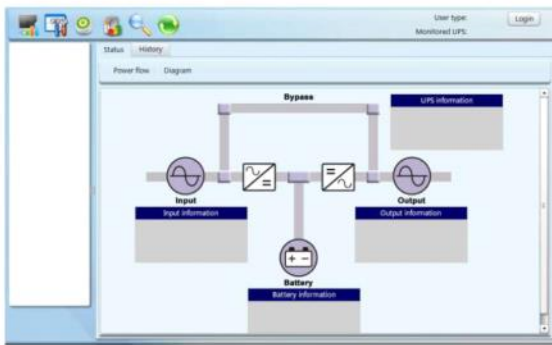 User type:
Login
Monitored UPS:
Status
History
Power flow
Diagram
Bypass
UPS information
Input
Output
Input information
Output information
Battery
Battery information